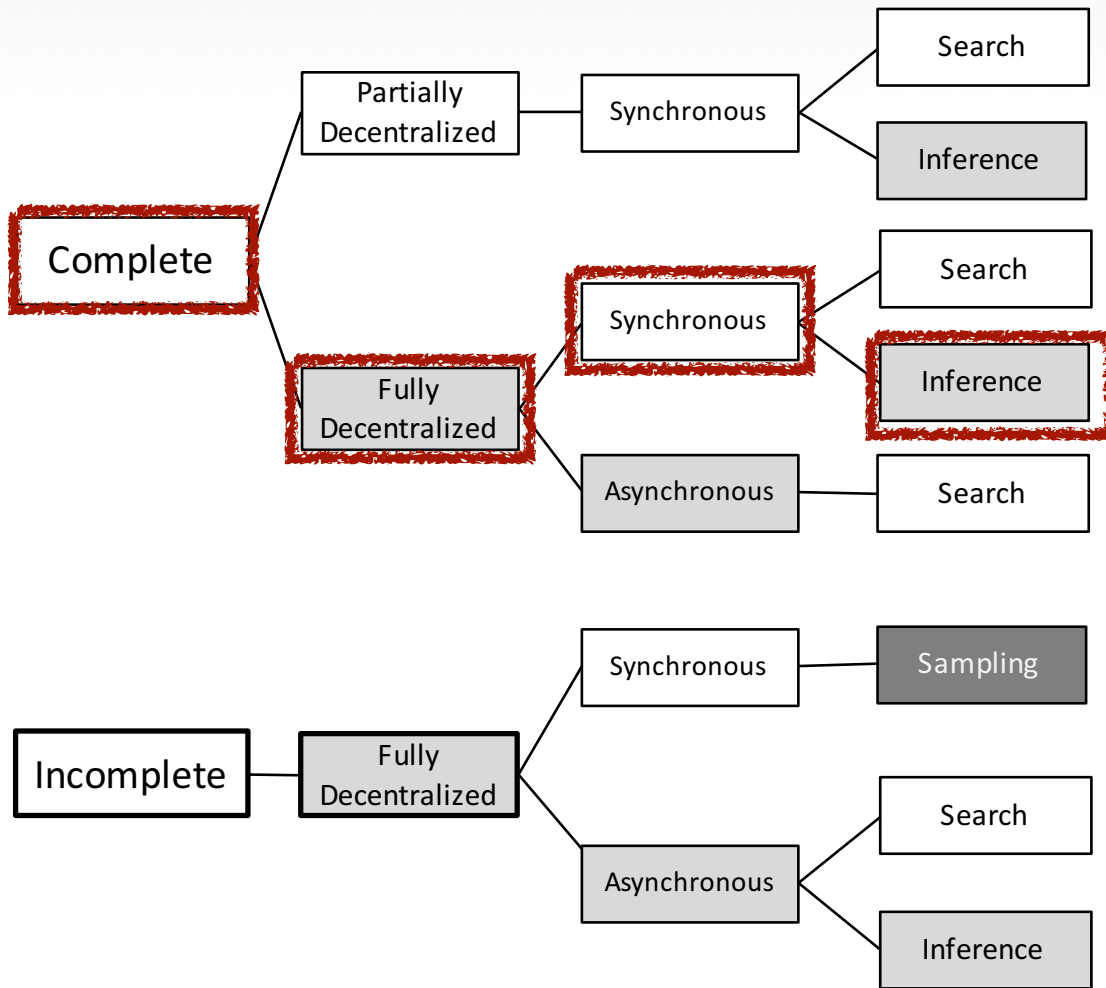 Search
Partially
Decentralized
Synchronous
Inference
Complete
Search
Synchronous
Inference
Fully
Decentralized
Asynchronous
Search
Synchronous
Sampling
Incomplete
Fully
Decentralized
Search
Asynchronous
Inference